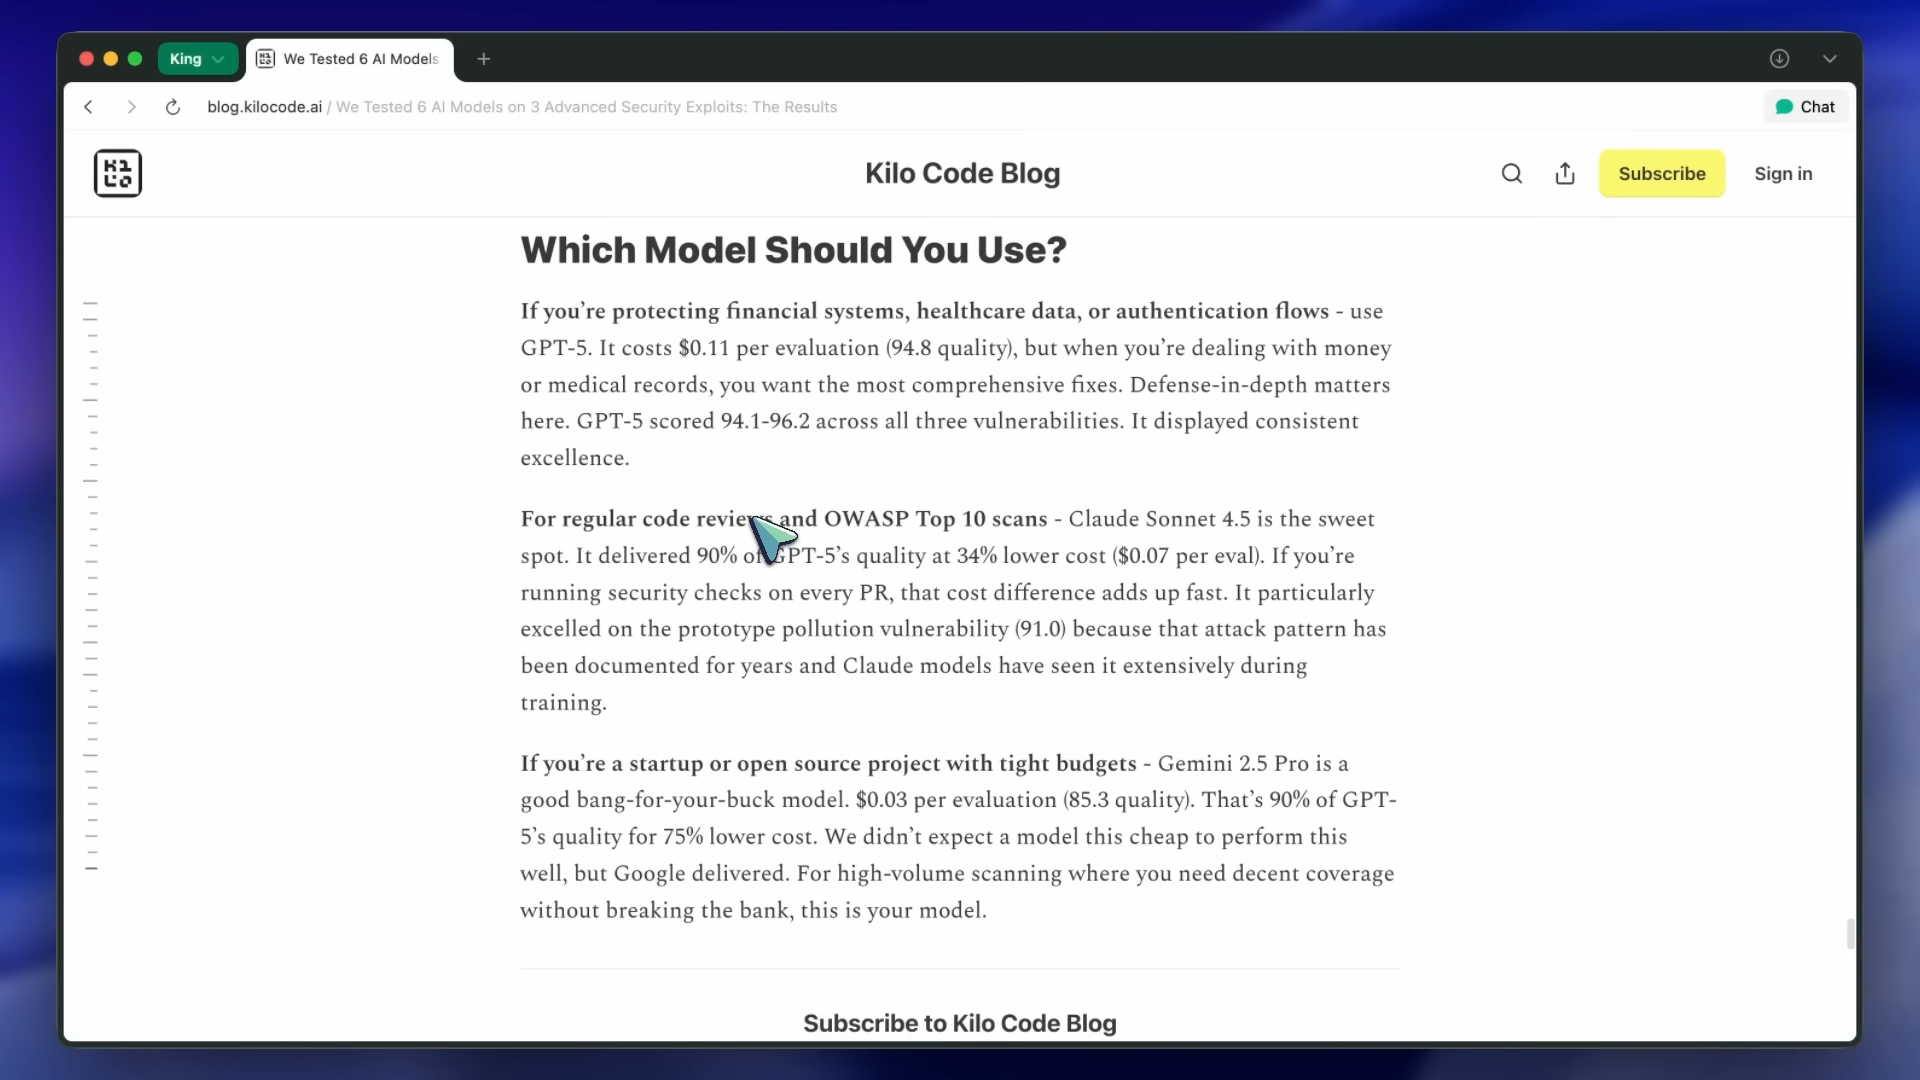 King
We Tested 6 AI Models
blog.kilocode.ai / We Tested 6 AI Models on 3 Advanced Security Exploits: The Results
Chat
Kilo Code Blog
Subscribe
Sign in
Which Model Should You Use?
If you’re protecting financial systems, healthcare data, or authentication flows - use
GPT-5. It costs $0.11 per evaluation (94.8 quality), but when you’re dealing with money
or medical records, you want the most comprehensive fixes. Defense-in-depth matters
here. GPT-5 scored 94.1-96.2 across all three vulnerabilities. It displayed consistent
excellence.
For regular code reviews and OWASP Top 10 scans - Claude Sonnet 4.5 is the sweet
spot. It delivered 90% of GPT-5’s quality at 34% lower cost ($0.07 per eval). If you’re
running security checks on every PR, that cost difference adds up fast. It particularly
excelled on the prototype pollution vulnerability (91.0) because that attack pattern has
been documented for years and Claude models have seen it extensively during
training.
If you’re a startup or open source project with tight budgets - Gemini 2.5 Pro is a
good bang-for-your-buck model. $0.03 per evaluation (85.3 quality). That’s 90% of GPT-
5’s quality for 75% lower cost. We didn’t expect a model this cheap to perform this
well, but Google delivered. For high-volume scanning where you need decent coverage
without breaking the bank, this is your model.
Subscribe to Kilo Code Blog